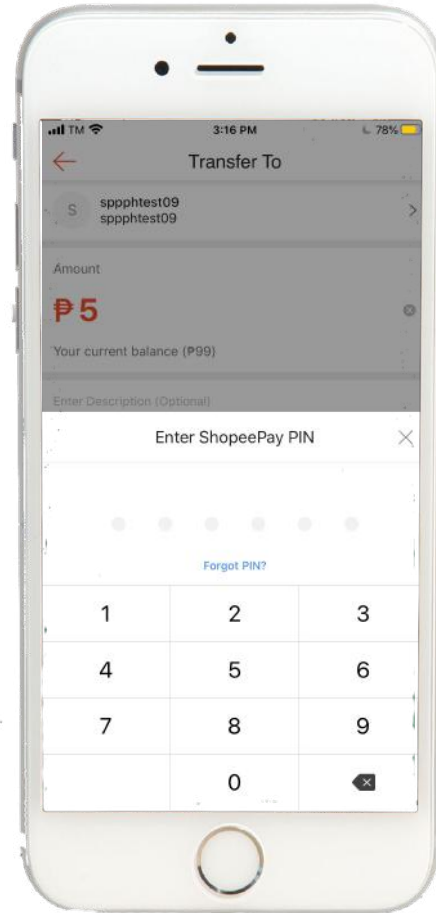 TM 3:16 PM 78%
Transfer To
S
sppphtest09
sppphtest09
Amount
₱5
Your current balance (₱99)
Enter Description (Optional)
Enter ShopeePay PIN
Forgot PIN?
1 2 3
4 5 6
7 8 9
0